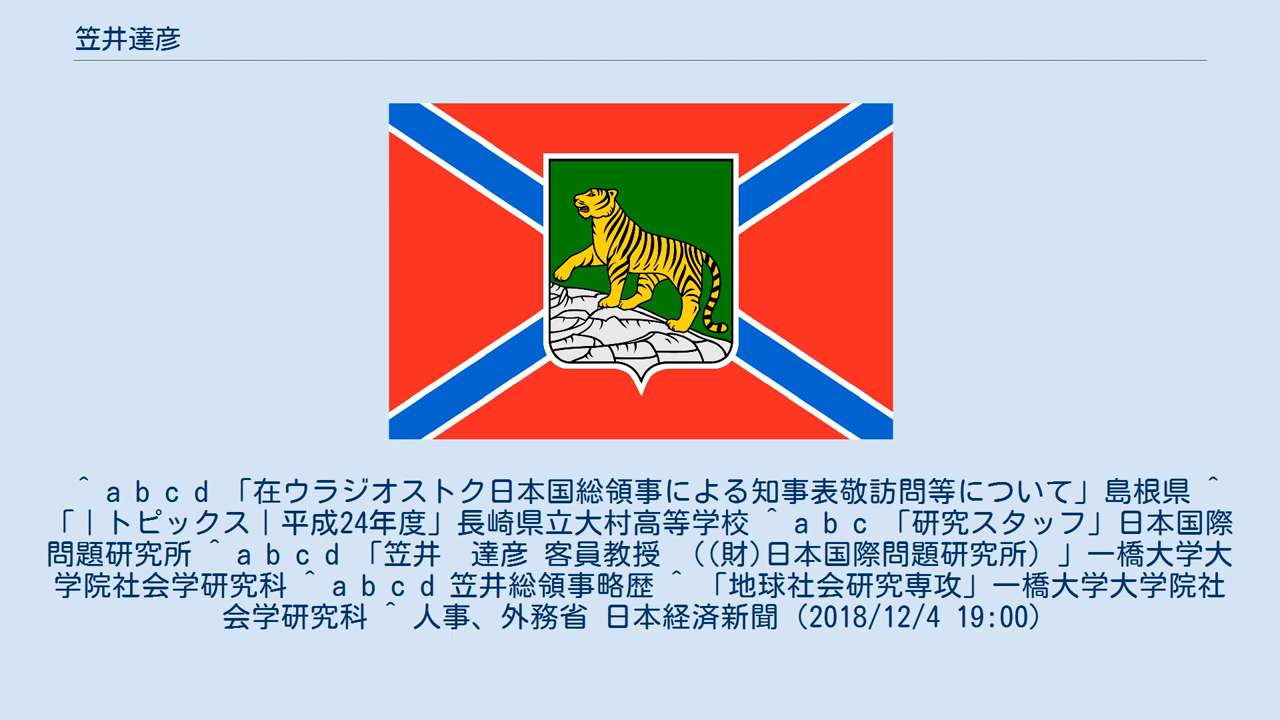 笠井達彦
^ a b c d 「在ウラジオストク日本国総領事による知事表敬訪問等について」島根県 ^
「｜トピックス｜平成24年度」長崎県立大村高等学校 ^ a b c 「研究スタッフ」日本国際
問題研究所 ^ a b c d 「笠井　達彦 客員教授 （(財)日本国際問題研究所）」一橋大学大
学院社会学研究科 ^ a b c d 笠井総領事略歴 ^ 「地球社会研究専攻」一橋大学大学院社
会学研究科 ^ 人事、外務省 日本経済新聞（2018/12/4 19:00）